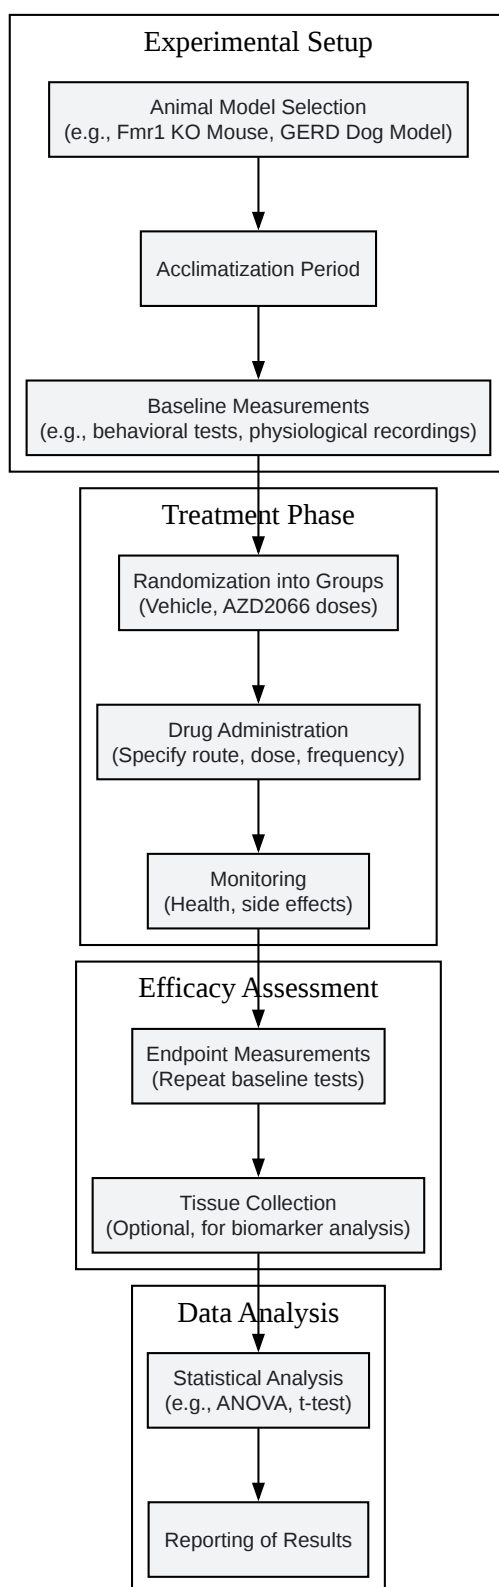 Experimental Setup
Animal Model Selection
(e.g., Fmr1 KO Mouse, GERD Dog Model)
Acclimatization Period
Baseline Measurements
(e.g., behavioral tests, physiological recordings)
Treatment Phase
Randomization into Groups
(Vehicle, AZD2066 doses)
Drug Administration
(Specify route, dose, frequency)
Monitoring
(Health, side effects)
Efficacy Assessment
Endpoint Measurements
(Repeat baseline tests)
Tissue Collection
(Optional, for biomarker analysis)
Data Analysis
Statistical Analysis
(e.g., ANOVA, t-test)
Reporting of Results